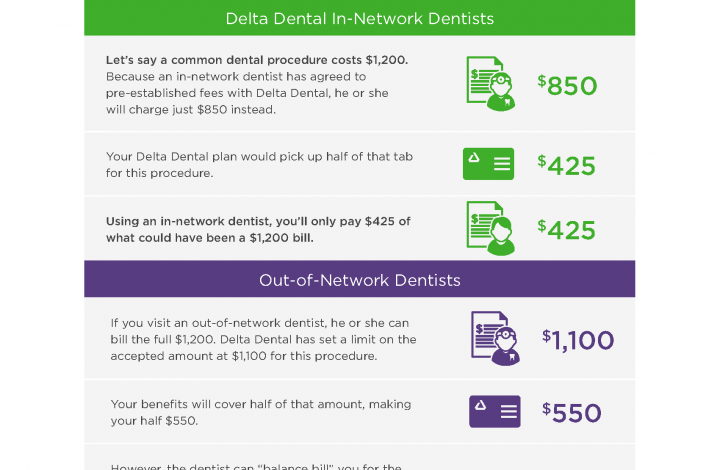 Delta Dental In-Network Dentists
Let's say a common dental procedure costs $1,200.
Because an in-network dentist has agreed to
pre-established fees with Delta Dental, he or she
will charge just $850 instead.
$850
Your Delta Dental plan would pick up half of that tab
for this procedure.
$425
Using an in-network dentist, you'll only pay $425 of
what could have been a $1,200 bill.
$425
Out-of-Network Dentists
If you visit an out-of-network dentist, he or she can
bill the full $1,200. Delta Dental has set a limit on the
accepted amount at $1,100 for this procedure.
$1,100
Your benefits will cover half of that amount, making
your half $550.
$550
However, the dentist can "balance bill" you for the